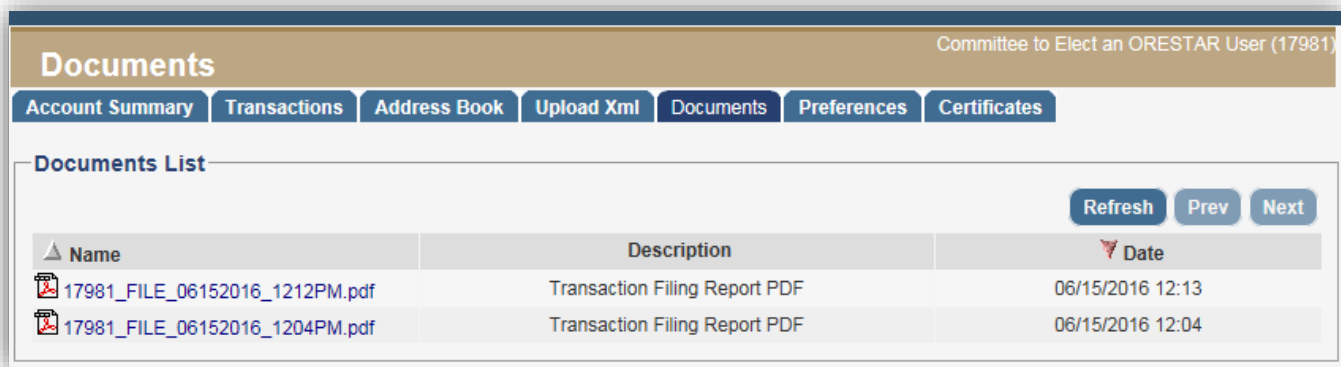 Committee to Elect an ORESTAR User (17981)
Documents
Account Summary Transactions Address Book Upload Xml Documents Preferences Certificates
Documents List
Refresh Prev Next
Name Description Date
17981_FILE_06152016_1212PM.pdf Transaction Filing Report PDF 06/15/2016 12:13
17981_FILE_06152016_1204PM.pdf Transaction Filing Report PDF 06/15/2016 12:04